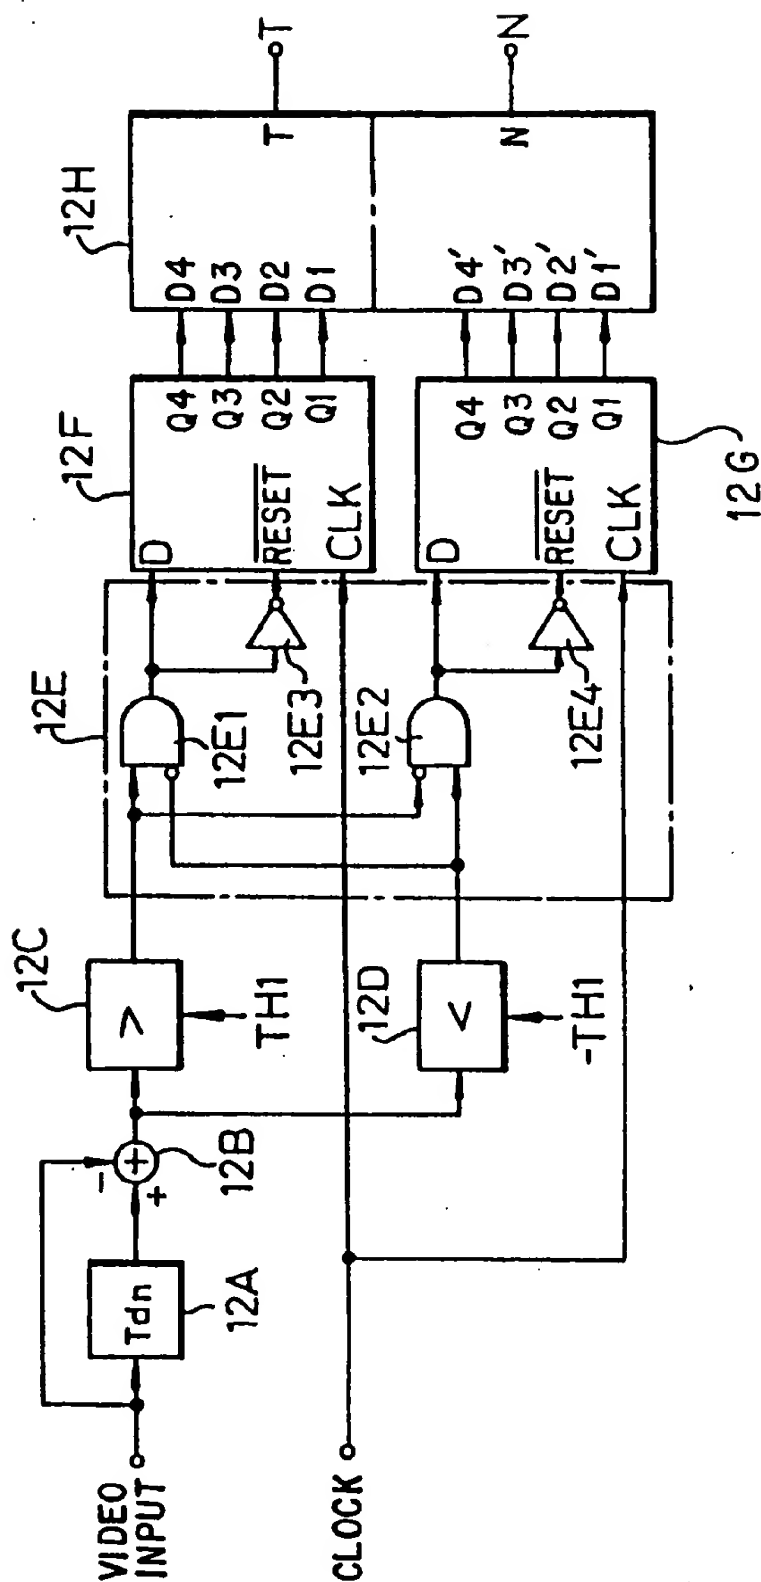 VIDEO
INPUT
Tdn
12A
-
+
+
12B
>
12C
TH1
<
12D
-TH1
12E
12E1
12E3
12E2
12E4
CLOCK
12F
D
RESET
CLK
Q4
Q3
Q2
Q1
12G
D
RESET
CLK
Q4
Q3
Q2
Q1
12H
D4
D3
D2
D1
T
D4'
D3'
D2'
D1'
N
T
N